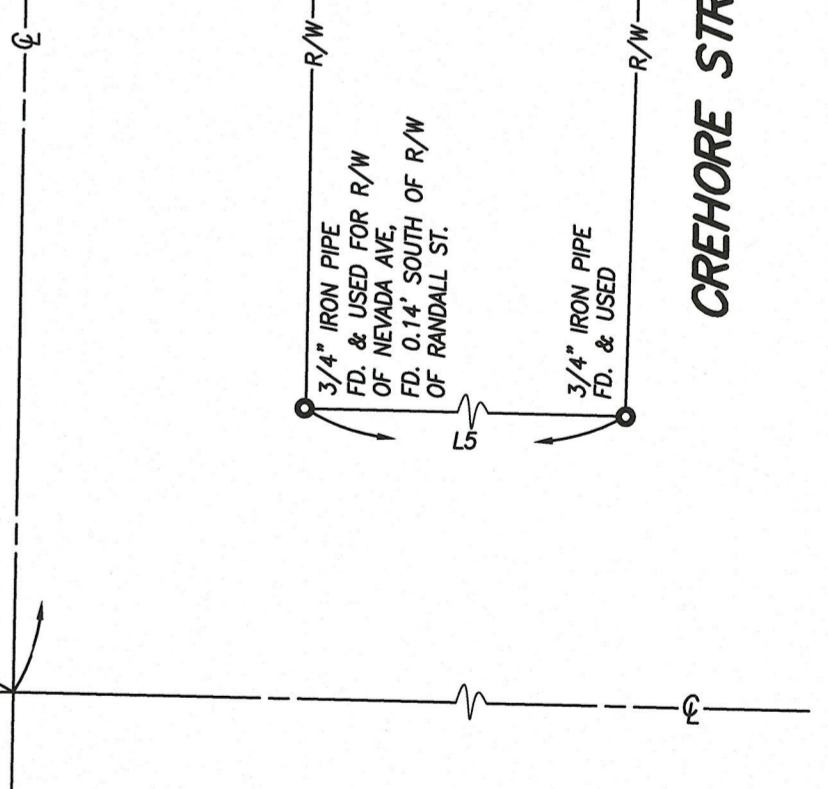 R/W
R/W
3/4" IRON PIPE
FD. & USED FOR R/W
OF NEVADA AVE,
FD. 0.14' SOUTH OF R/W
OF RANDALL ST.
3/4" IRON PIPE
FD. & USED
L5
CREHORE STR